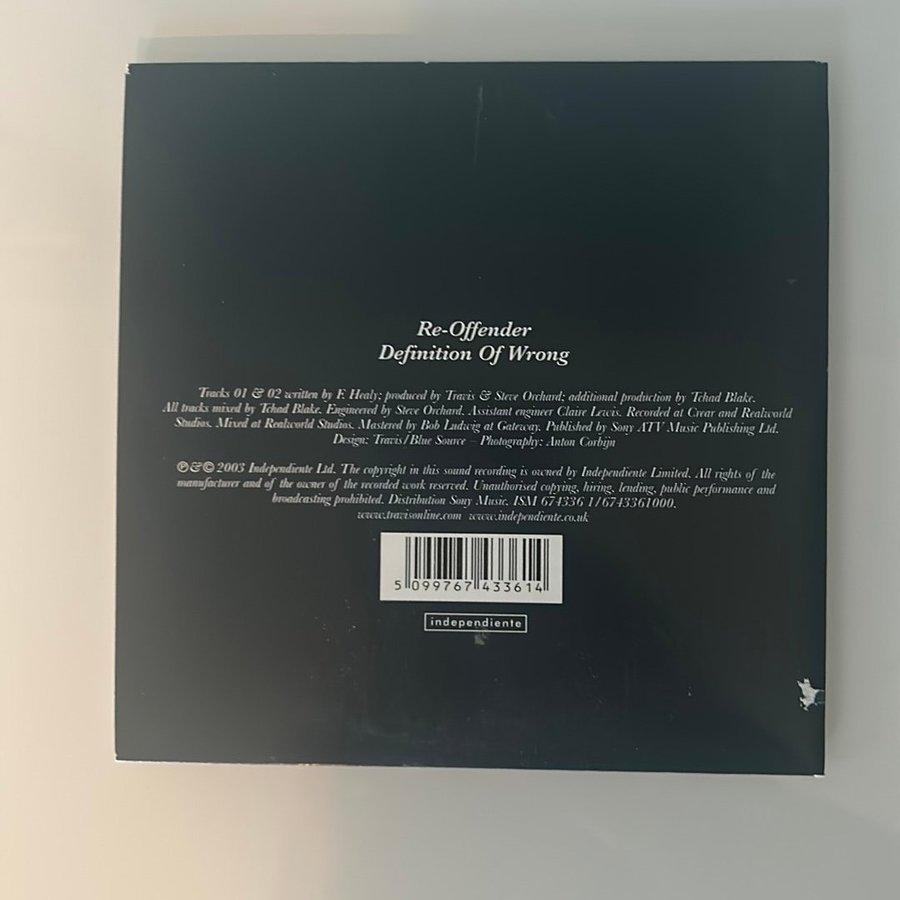 Re-Offender
Definition Of Wrong
Tracks 01 & 02 written by F. Healy; produced by Travis & Steve Orchard; additional production by Tchad Blake.
All tracks mixed by Tchad Blake. Engineered by Steve Orchard. Assistant engineer Claire Lewis. Recorded at Crear and Realworld
Studios. Mixed at Realworld Studios. Mastered by Bob Ludwig at Gateway. Published by Sony ATV Music Publishing Ltd.
Design: Travis/Blue Source – Photography: Anton Corbijn
℗&© 2003 Independiente Ltd. The copyright in this sound recording is owned by Independiente Limited. All rights of the
manufacturer and of the owner of the recorded work reserved. Unauthorised copying, hiring, lending, public performance and
broadcasting prohibited. Distribution Sony Music. ISM 674336 1/6743361000.
www.travisonline.com www.independiente.co.uk
5 099767 433614
independiente